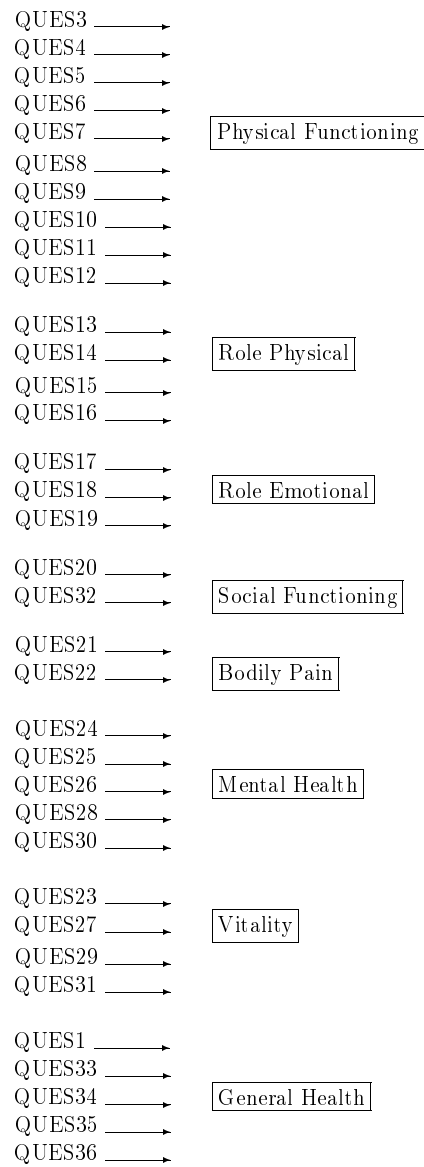 QUES3
QUES4
QUES5
QUES6
QUES7 Physical Functioning
QUES8
QUES9
QUES10
QUES11
QUES12
QUES13
QUES14 Role Physical
QUES15
QUES16
QUES17
QUES18 Role Emotional
QUES19
QUES20
QUES32 Social Functioning
QUES21
QUES22 Bodily Pain
QUES24
QUES25
QUES26 Mental Health
QUES28
QUES30
QUES23
QUES27 Vitality
QUES29
QUES31
QUES1
QUES33
QUES34 General Health
QUES35
QUES36